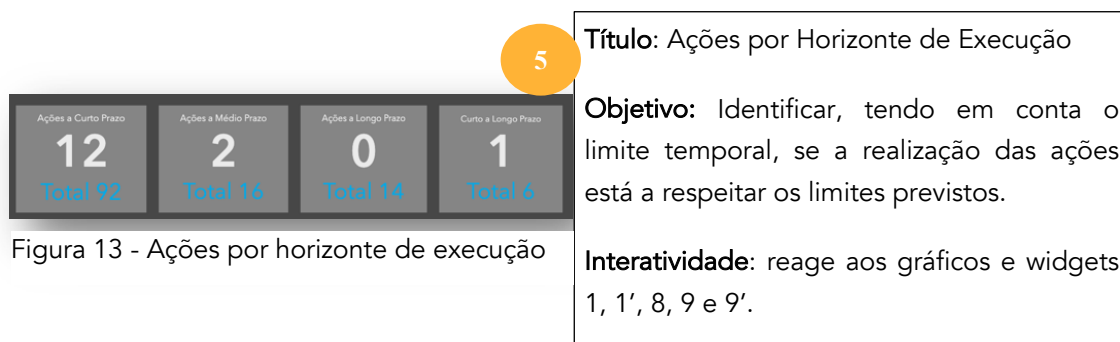 5
Ações a Curto Prazo
12
Total 92
Ações a Médio Prazo
2
Total 16
Ações a Longo Prazo
0
Total 14
Curto a Longo Prazo
1
Total 6
Figura 13 - Ações por horizonte de execução
Título: Ações por Horizonte de Execução
Objetivo: Identificar, tendo em conta o
limite temporal, se a realização das ações
está a respeitar os limites previstos.
Interatividade: reage aos gráficos e widgets
1, 1’, 8, 9 e 9’.